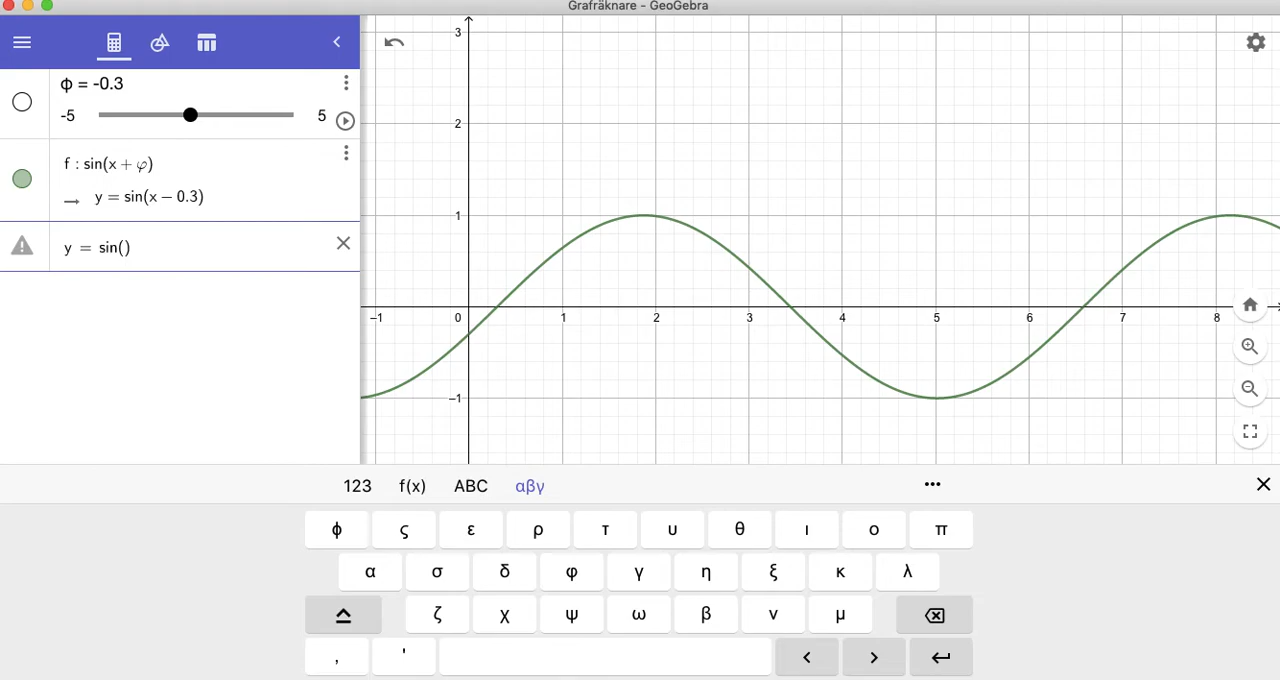 Grafräknare - GeoGebra
ϕ = -0.3
-5
5
f : sin(x + φ)
→ y = sin(x − 0.3)
y = sin()
3
2
1
−1
0
1
2
3
4
5
6
7
8
−1
123
f(x)
ABC
αβγ
•••
ϕ ς ε ρ τ υ θ ι ο π
α σ δ φ γ η ξ κ λ
ζ χ ψ ω β ν μ
, ' < >